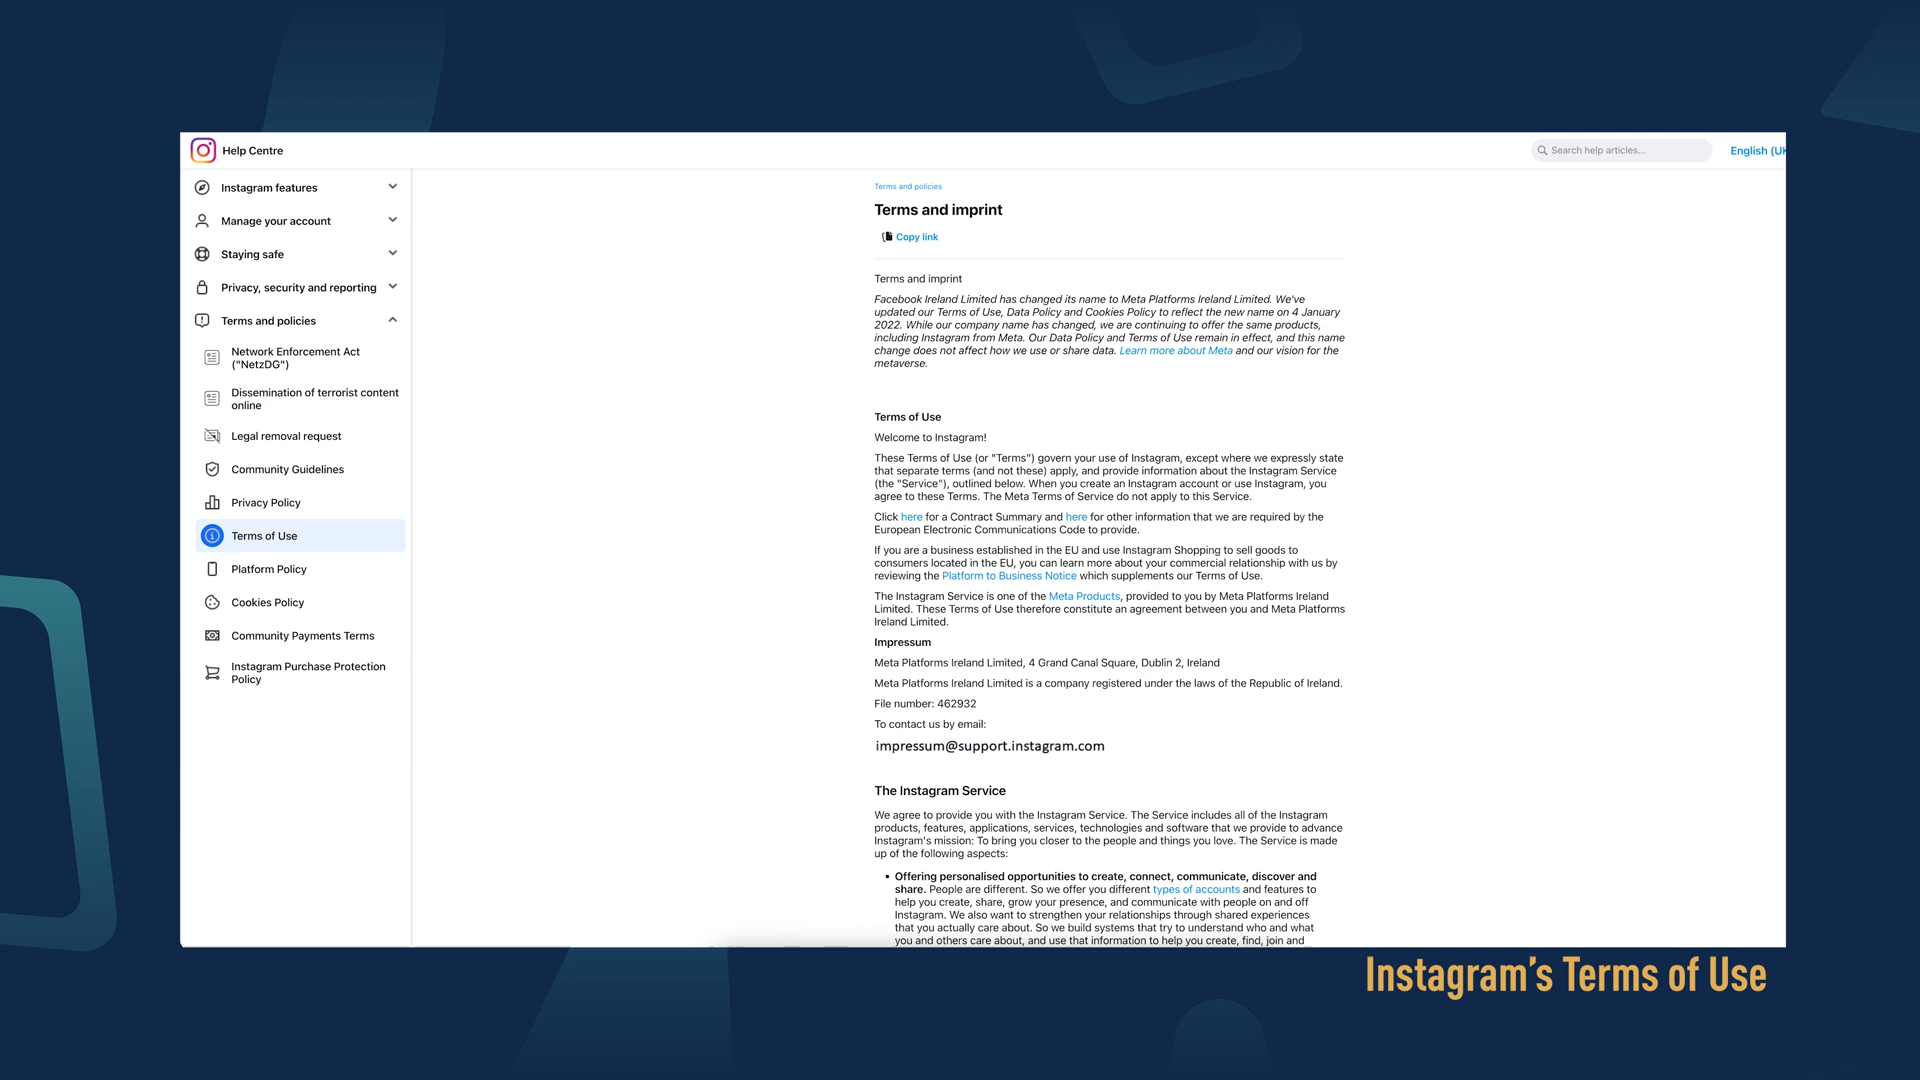 Help Centre
Search help articles...
English (UK
Instagram features
Manage your account
Staying safe
Privacy, security and reporting
Terms and policies
Network Enforcement Act
("NetzDG")
Dissemination of terrorist content
online
Legal removal request
Community Guidelines
Privacy Policy
Terms of Use
Platform Policy
Cookies Policy
Community Payments Terms
Instagram Purchase Protection
Policy
Terms and policies
Terms and imprint
Copy link
Terms and imprint
Facebook Ireland Limited has changed its name to Meta Platforms Ireland Limited. We've
updated our Terms of Use, Data Policy and Cookies Policy to reflect the new name on 4 January
2022. While our company name has changed, we are continuing to offer the same products,
including Instagram from Meta. Our Data Policy and Terms of Use remain in effect, and this name
change does not affect how we use or share data. Learn more about Meta and our vision for the
metaverse.
Terms of Use
Welcome to Instagram!
These Terms of Use (or "Terms") govern your use of Instagram, except where we expressly state
that separate terms (and not these) apply, and provide information about the Instagram Service
(the "Service"), outlined below. When you create an Instagram account or use Instagram, you
agree to these Terms. The Meta Terms of Service do not apply to this Service.
Click here for a Contract Summary and here for other information that we are required by the
European Electronic Communications Code to provide.
If you are a business established in the EU and use Instagram Shopping to sell goods to
consumers located in the EU, you can learn more about your commercial relationship with us by
reviewing the Platform to Business Notice which supplements our Terms of Use.
The Instagram Service is one of the Meta Products, provided to you by Meta Platforms Ireland
Limited. These Terms of Use therefore constitute an agreement between you and Meta Platforms
Ireland Limited.
Impressum
Meta Platforms Ireland Limited, 4 Grand Canal Square, Dublin 2, Ireland
Meta Platforms Ireland Limited is a company registered under the laws of the Republic of Ireland.
File number: 462932
To contact us by email:
impressum@support.instagram.com
The Instagram Service
We agree to provide you with the Instagram Service. The Service includes all of the Instagram
products, features, applications, services, technologies and software that we provide to advance
Instagram's mission: To bring you closer to the people and things you love. The Service is made
up of the following aspects:
• Offering personalised opportunities to create, connect, communicate, discover and
share. People are different. So we offer you different types of accounts and features to
help you create, share, grow your presence, and communicate with people on and off
Instagram. We also want to strengthen your relationships through shared experiences
that you actually care about. So we build systems that try to understand who and what
you and others care about, and use that information to help you create, find, join and
Instagram's Terms of Use